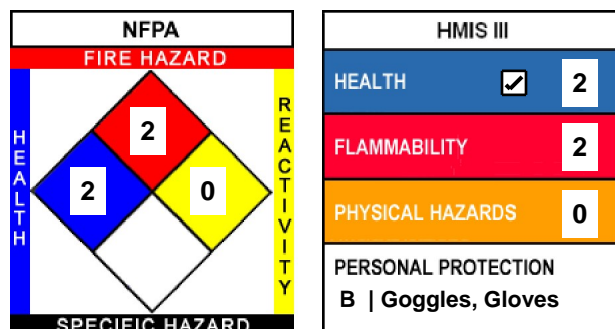 NFPA
FIRE HAZARD
HEALTH
2
2
0
REACTIVITY
SPECIFIC HAZARD
HMIS III
HEALTH 2
FLAMMABILITY 2
PHYSICAL HAZARDS 0
PERSONAL PROTECTION
B | Goggles, Gloves